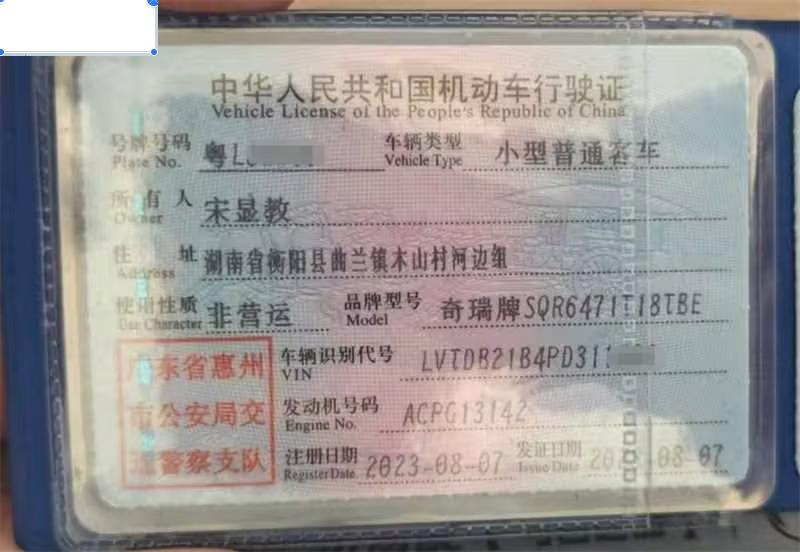 中华人民共和国机动车行驶证
Vehicle License of the People's Republic of China
号牌号码 粤L 车辆类型 小型普通客车
Plate No. Vehicle Type
所有人 宋显教
Owner
住址 湖南省衡阳县曲兰镇木山村河边组
Address
使用性质 非营运 品牌型号 奇瑞牌SQR6471T18TBE
Use Character Model
广东省惠州 车辆识别代号 LVTDB21B4PD31
VIN
市公安局交 发动机号码 ACPG13142
Engine No.
通警察支队 注册日期 2023-08-07 发证日期 08-07
Register Date Issue Date